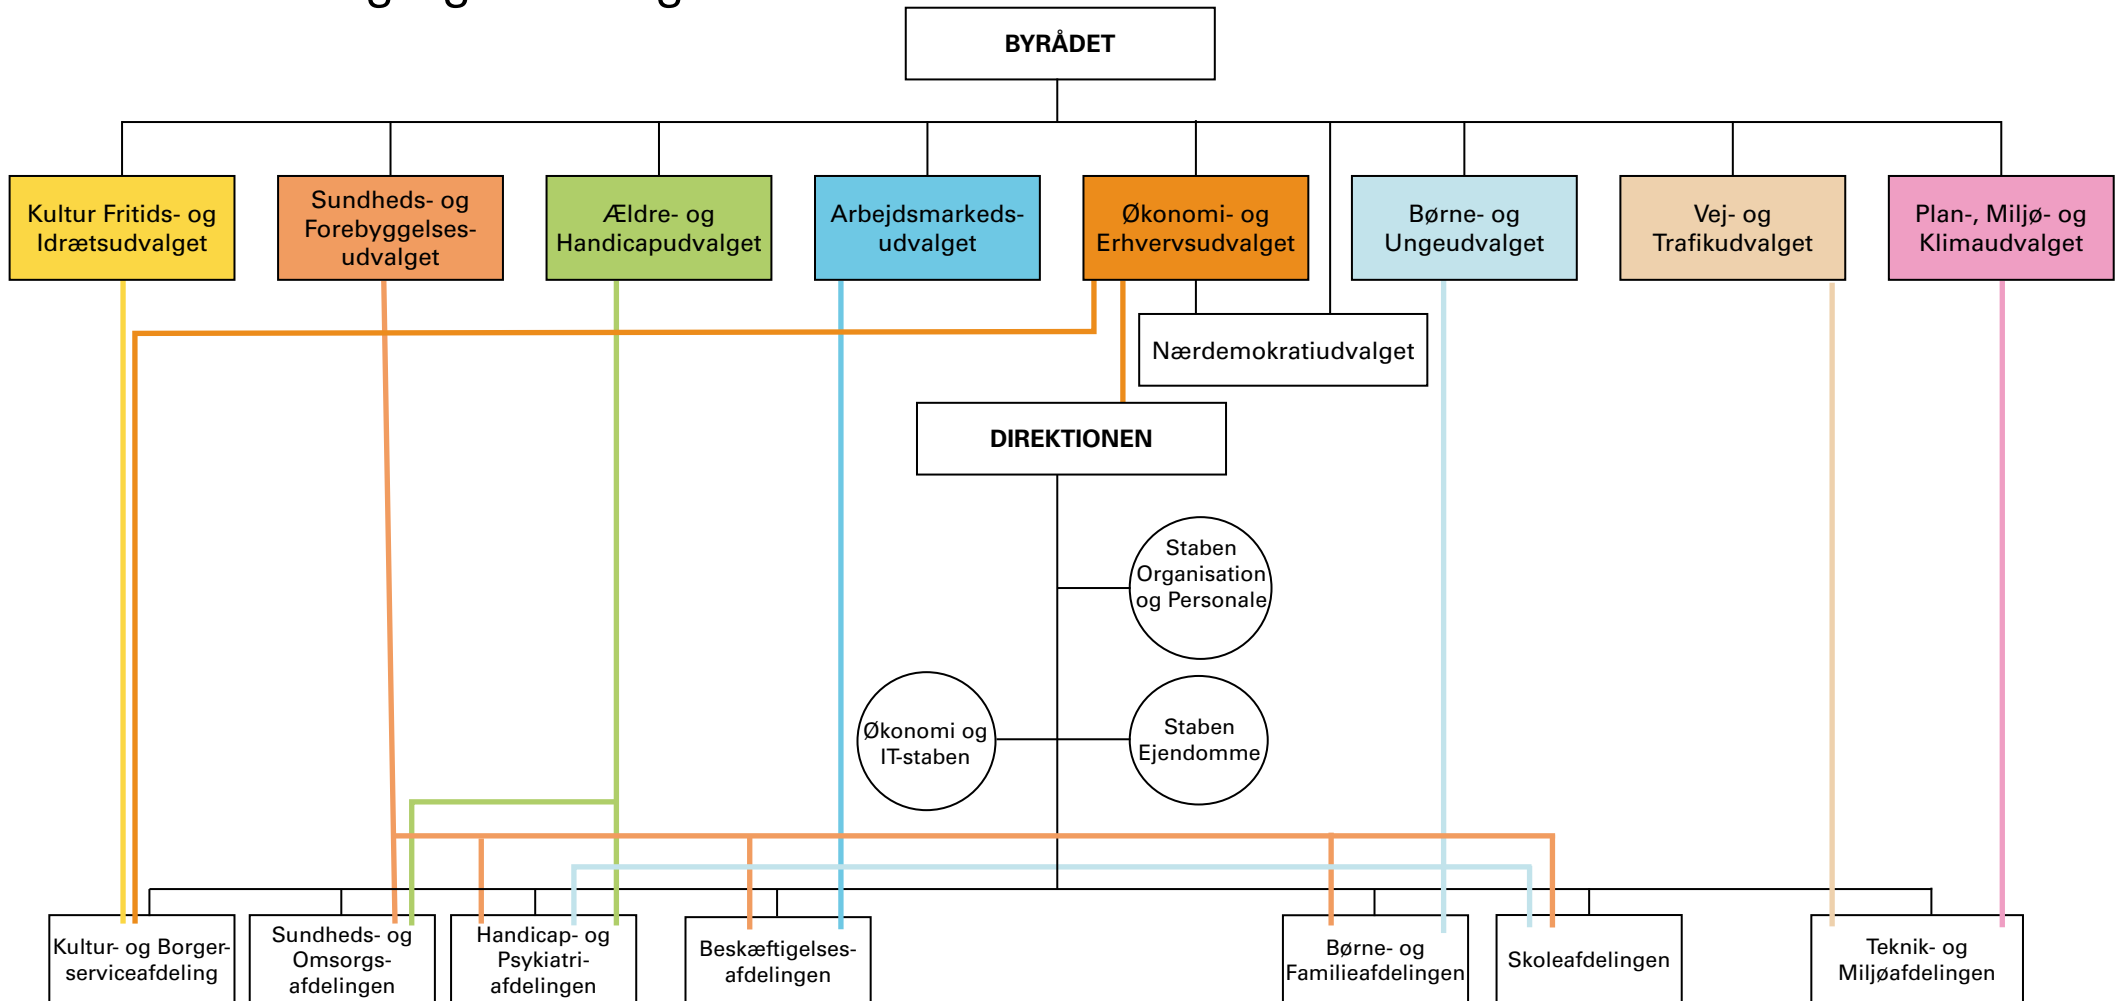 BYRÅDET
Kultur Fritids- og
Idrætsudvalget
Sundheds- og
Forebyggelses-
udvalget
Ældre- og
Handicapudvalget
Arbejdsmarkeds-
udvalget
Økonomi- og
Erhvervsudvalget
Børne- og
Ungeudvalget
Vej- og
Trafikudvalget
Plan-, Miljø- og
Klimaudvalget
Nærdemokratiudvalget
DIREKTIONEN
Staben
Organisation
og Personale
Økonomi og
IT-staben
Staben
Ejendomme
Kultur- og Borger-
serviceafdeling
Sundheds- og
Omsorgs-
afdelingen
Handicap- og
Psykiatri-
afdelingen
Beskæftigelses-
afdelingen
Børne- og
Familieafdelingen
Skoleafdelingen
Teknik- og
Miljøafdelingen